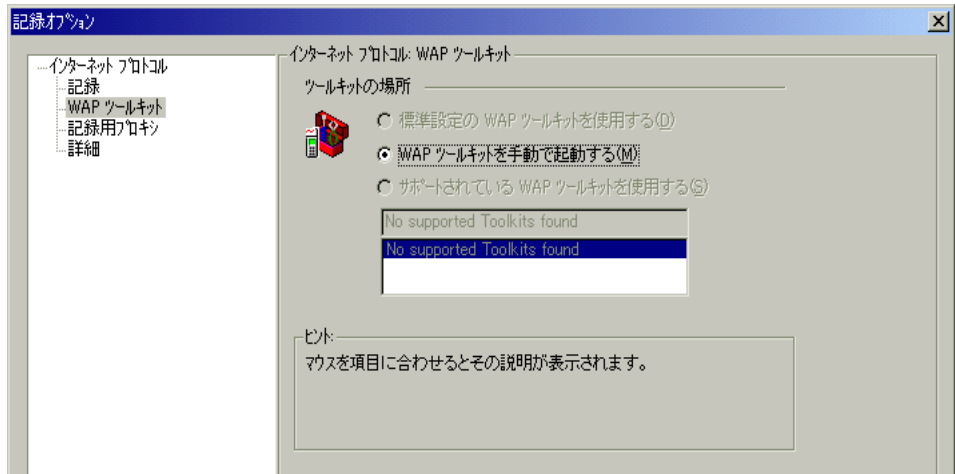 記録オプション
インターネット プロトコル
記録
WAP ツールキット
記録用プロキシ
詳細
インターネット プロトコル: WAP ツールキット
ツールキットの場所
標準設定の WAP ツールキットを使用する(D)
WAP ツールキットを手動で起動する(M)
サポートされている WAP ツールキットを使用する(S)
No supported Toolkits found
No supported Toolkits found
ヒント:
マウスを項目に合わせるとその説明が表示されます。